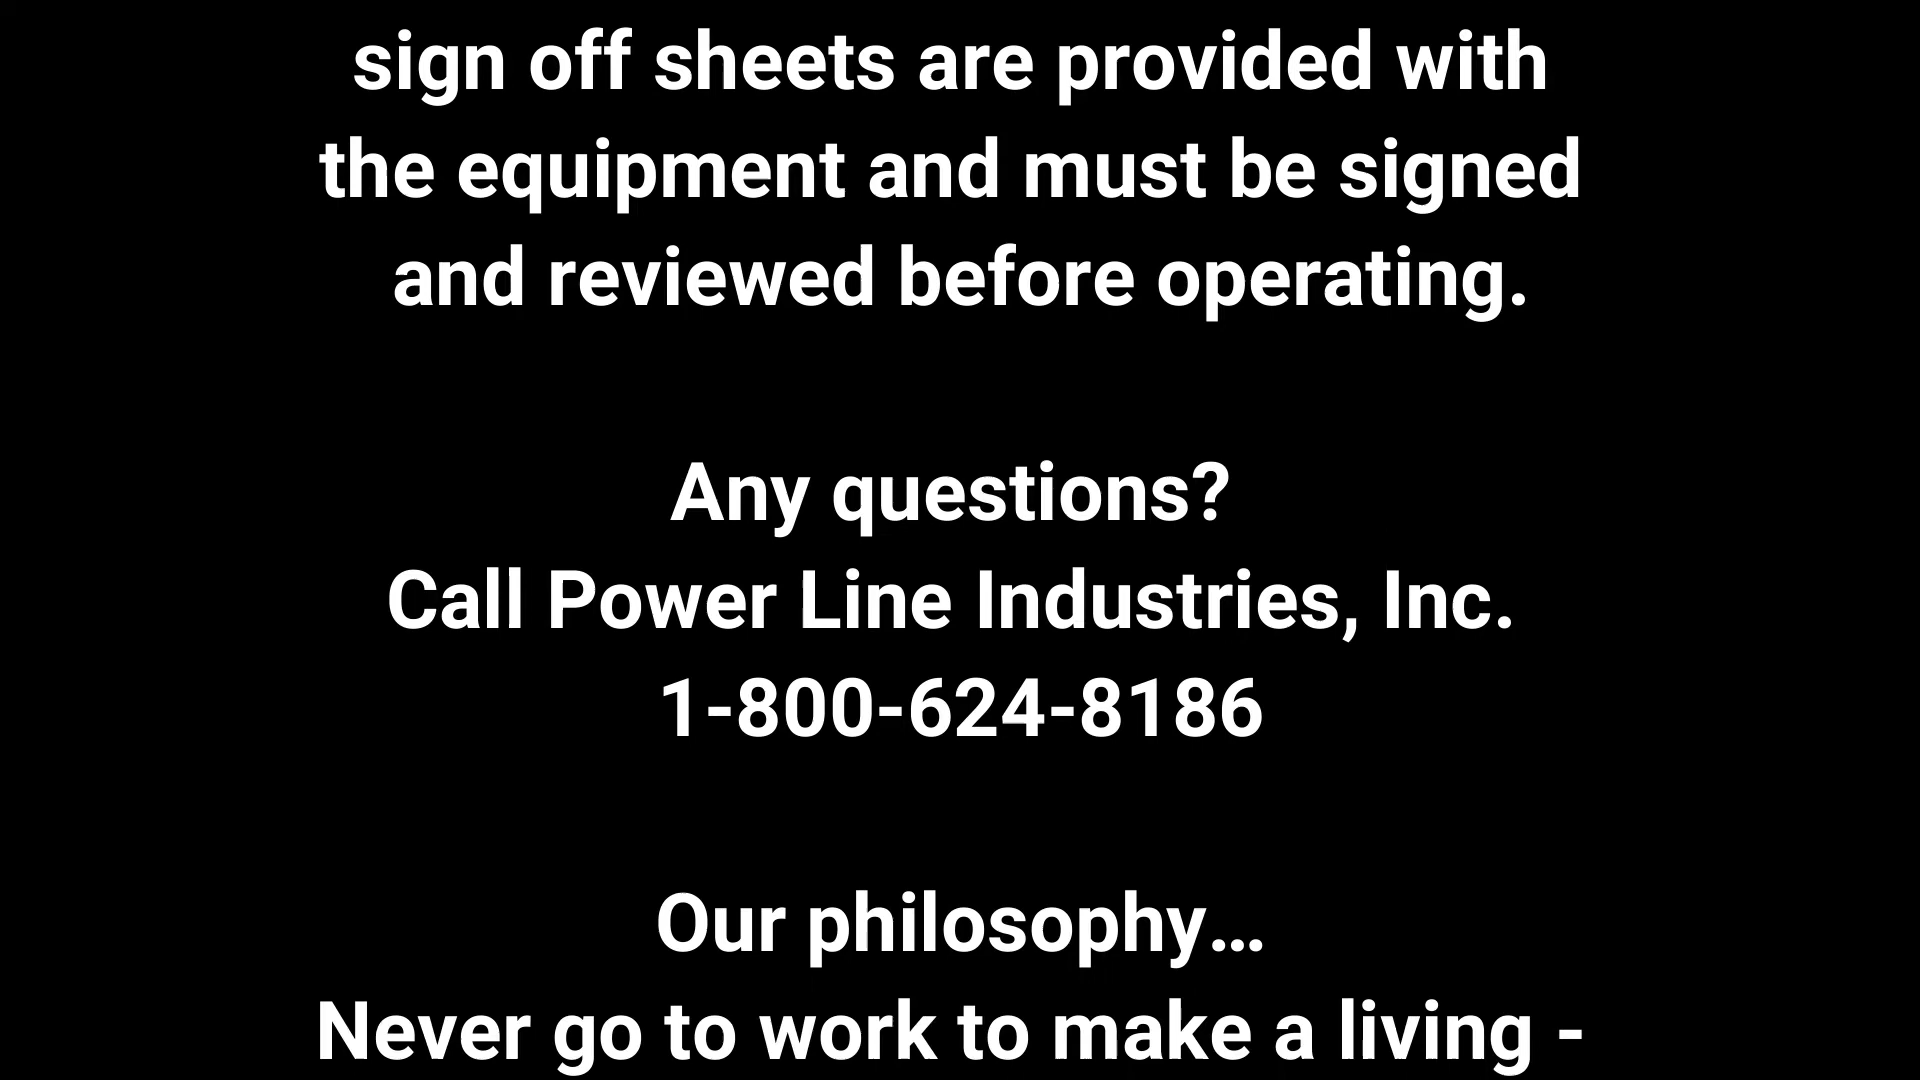 sign off sheets are provided with
the equipment and must be signed
and reviewed before operating.
Any questions?
Call Power Line Industries, Inc.
1-800-624-8186
Our philosophy…
Never go to work to make a living -